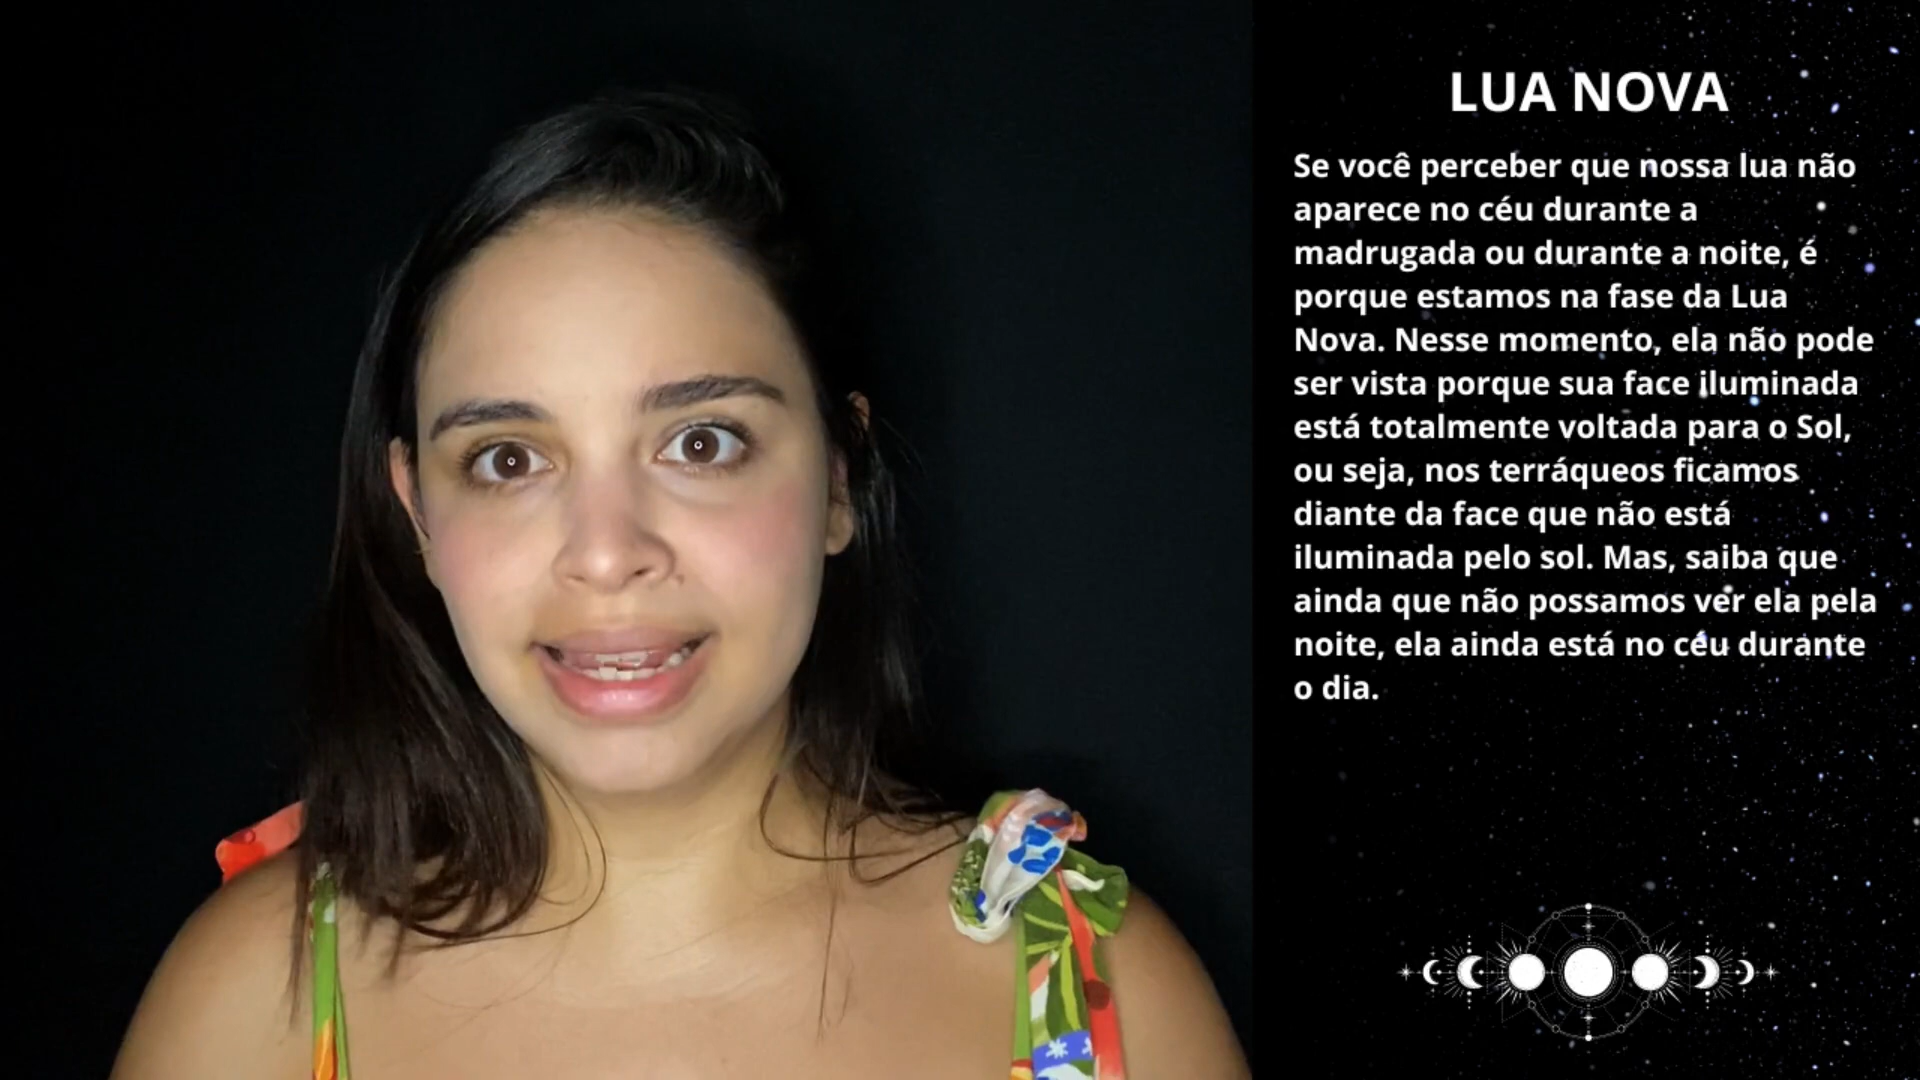 LUA NOVA
Se você perceber que nossa lua não
aparece no céu durante a
madrugada ou durante a noite, é
porque estamos na fase da Lua
Nova. Nesse momento, ela não pode
ser vista porque sua face iluminada
está totalmente voltada para o Sol,
ou seja, nos terráqueos ficamos
diante da face que não está
iluminada pelo sol. Mas, saiba que
ainda que não possamos ver ela pela
noite, ela ainda está no céu durante
o dia.